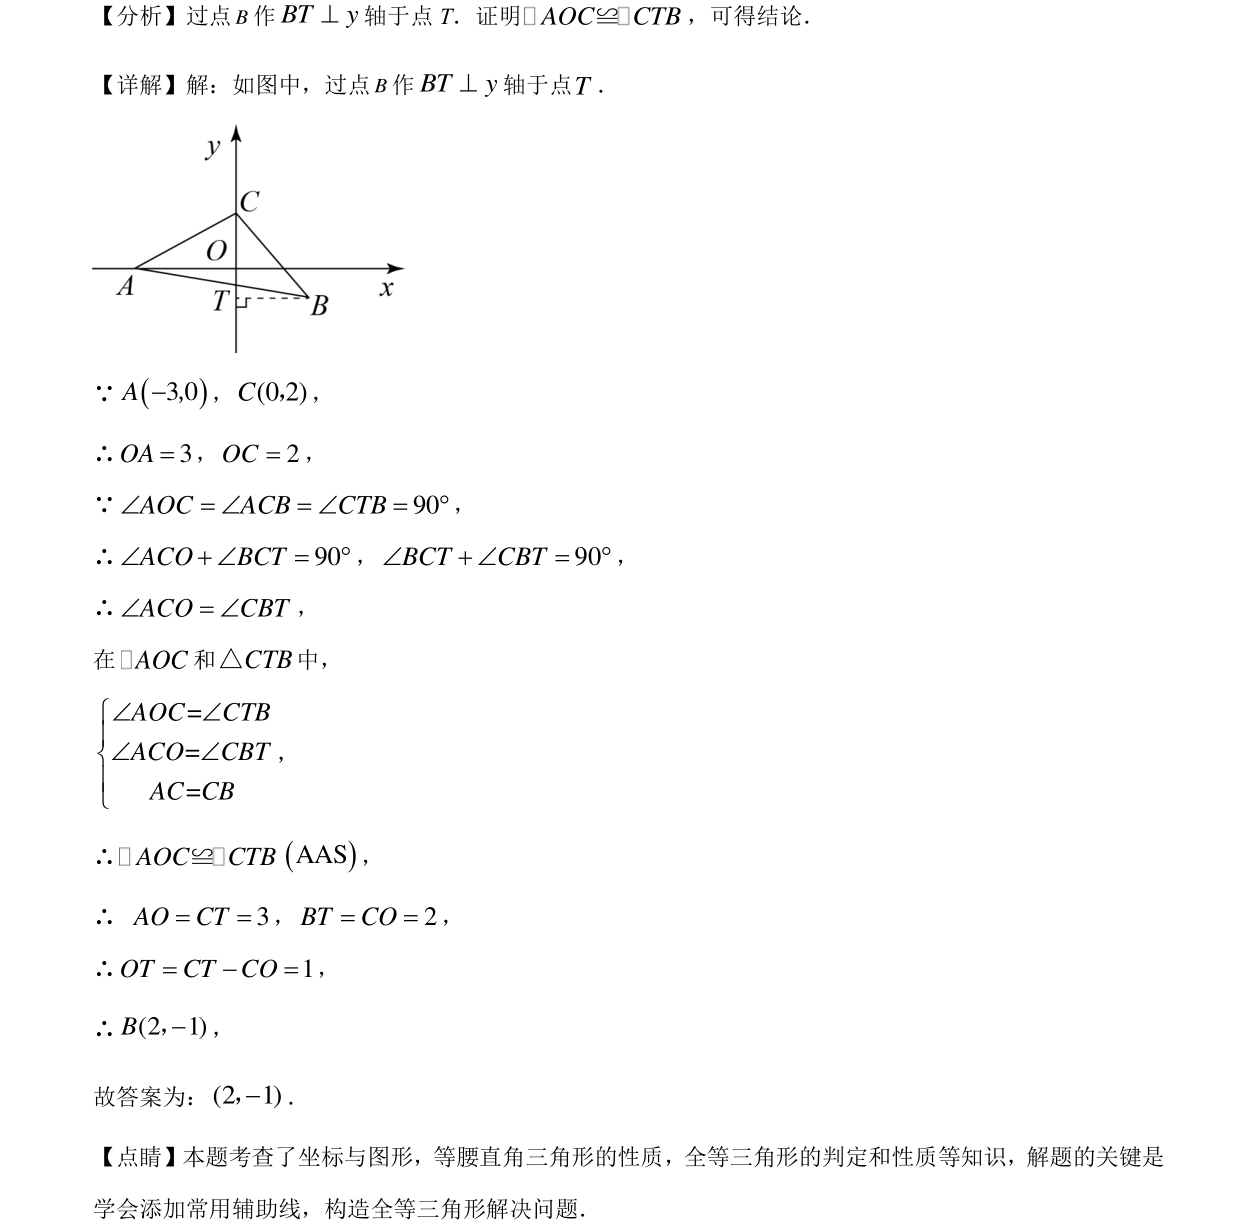 【分析】过点B作BT⊥y轴于点T．证明□AOC≌□CTB，可得结论．
【详解】解：如图中，过点B作BT⊥y轴于点T．
y
C
O
A
x
T
B
∵A(−3,0)，C(0,2)，
∴OA=3，OC=2，
∵∠AOC=∠ACB=∠CTB=90°，
∴∠ACO+∠BCT=90°，∠BCT+∠CBT=90°，
∴∠ACO=∠CBT，
在□AOC和△CTB中，
∠AOC=∠CTB
∠ACO=∠CBT，
AC=CB
∴□AOC≌□CTB(AAS)，
∴ AO=CT=3，BT=CO=2，
∴OT=CT−CO=1，
∴B(2,−1)，
故答案为：(2,−1)．
【点睛】本题考查了坐标与图形，等腰直角三角形的性质，全等三角形的判定和性质等知识，解题的关键是
学会添加常用辅助线，构造全等三角形解决问题．